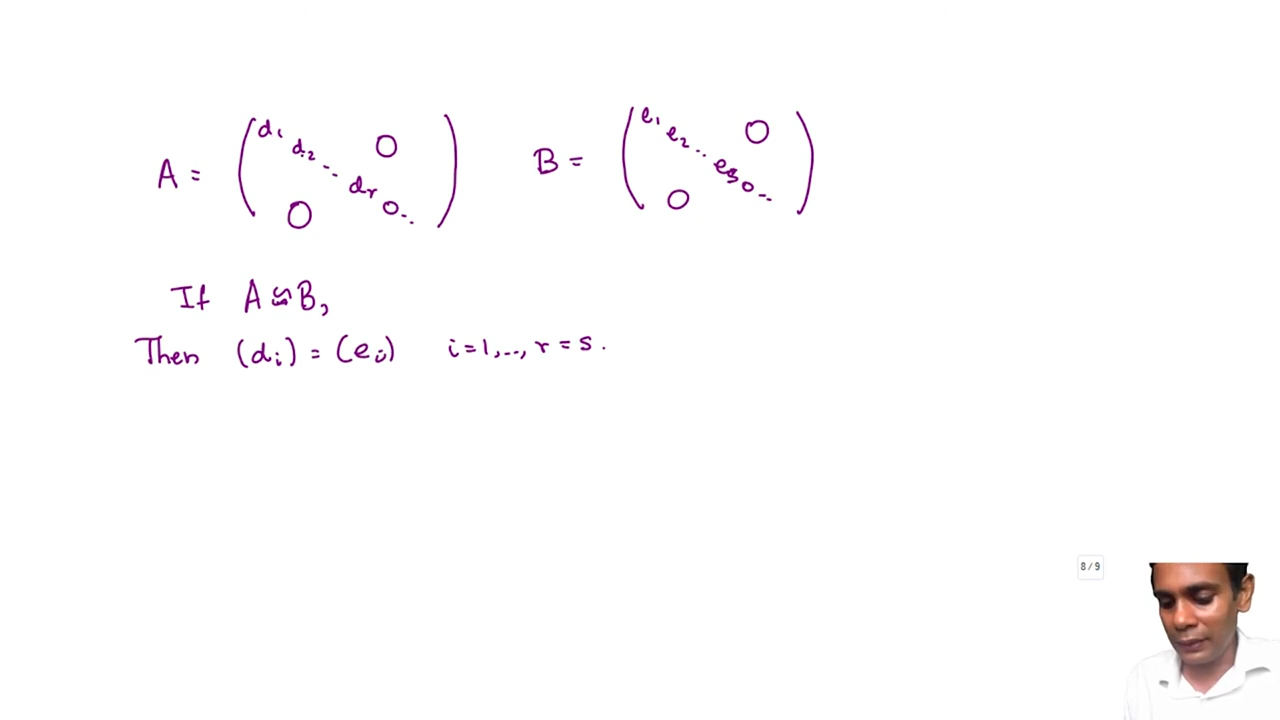 A = ( d₁ d₂ ... dᵣ 0 .. 0 0 ) B = ( e₁ e₂ .. eₛ 0 .. 0 0 )
If A ≈ B,
Then (dᵢ) = (eᵢ) i = 1, .., r = s.
8 / 9